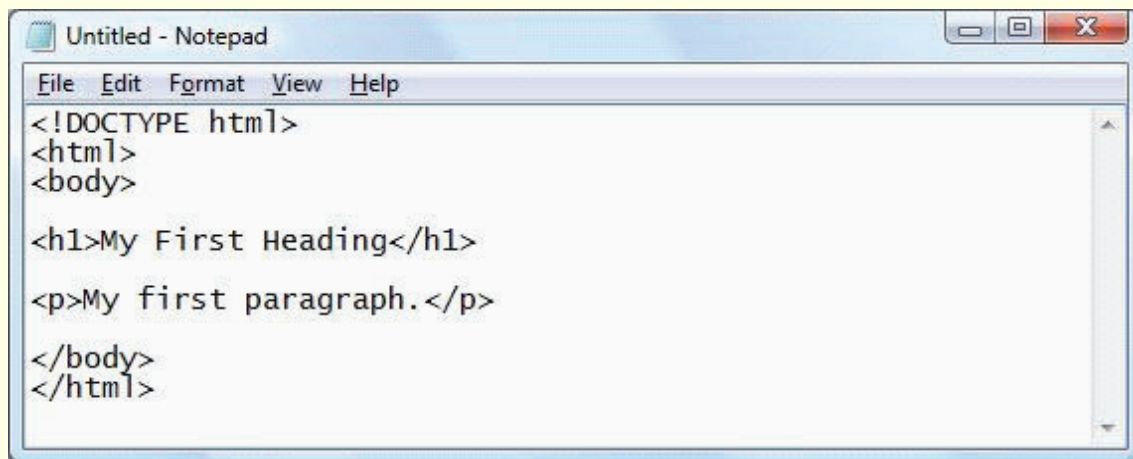 Untitled - Notepad
File Edit Format View Help
<!DOCTYPE html>
<html>
<body>
<h1>My First Heading</h1>
<p>My first paragraph.</p>
</body>
</html>